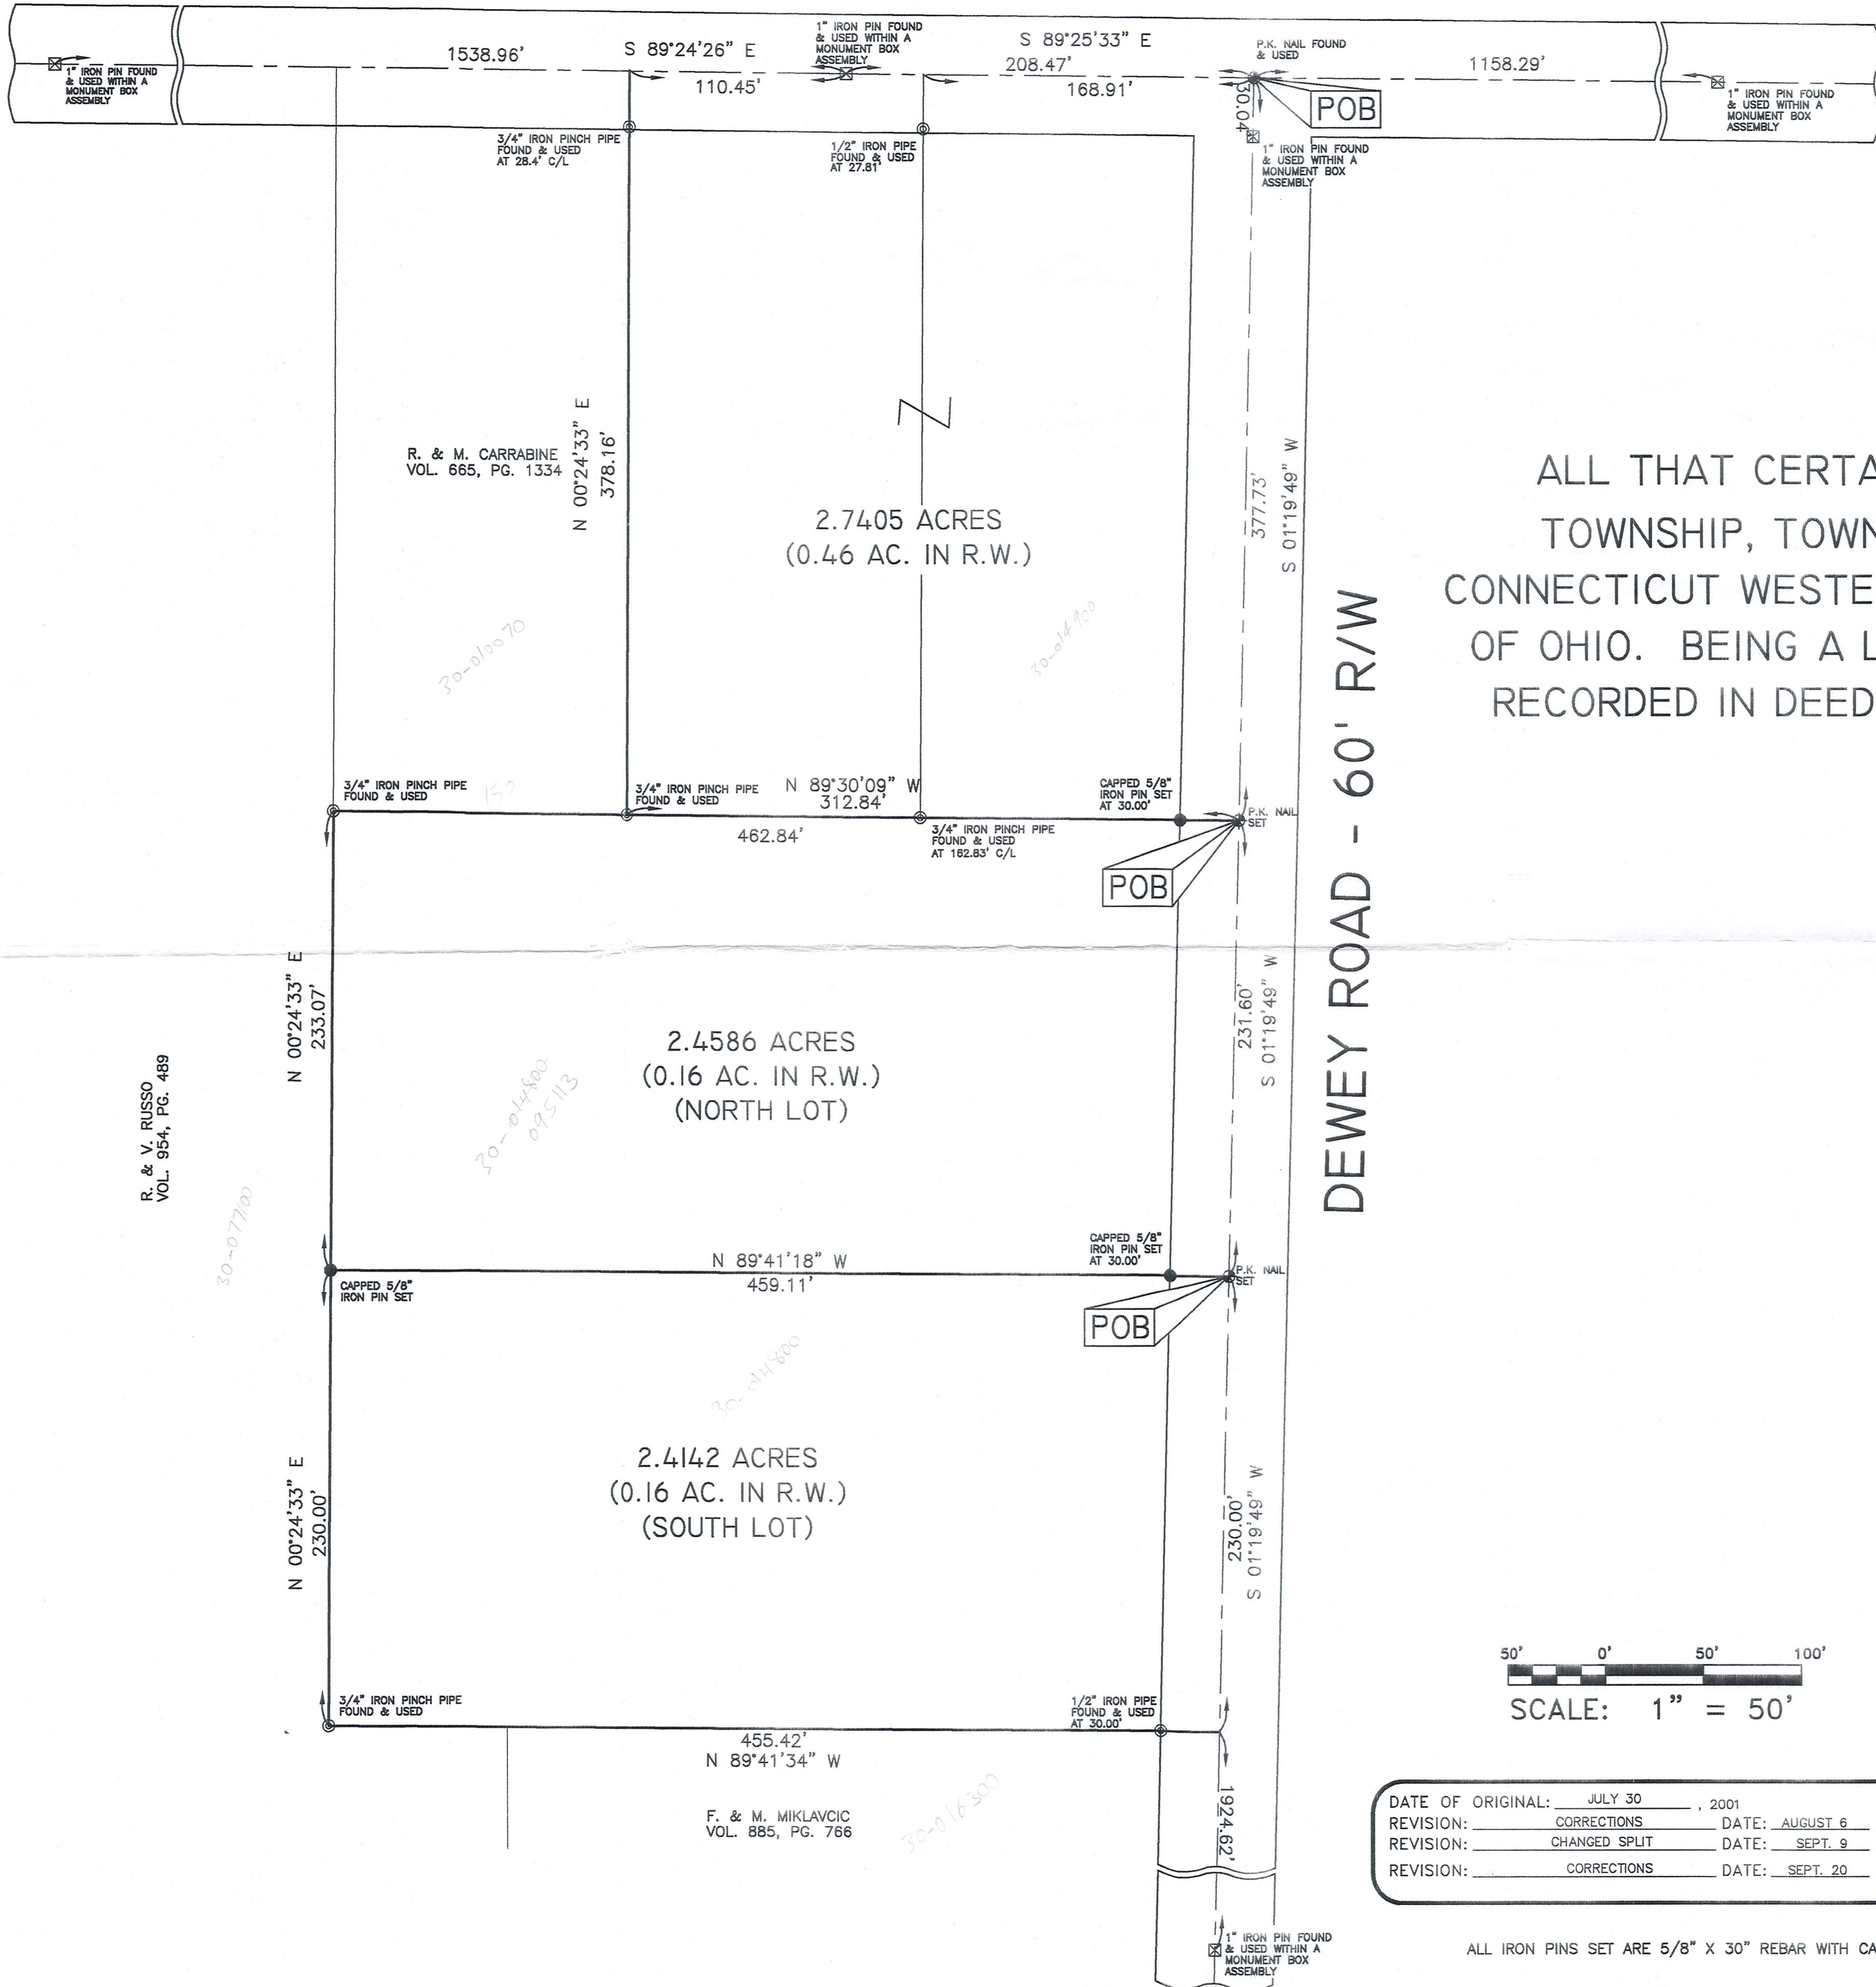 1538.96'
S 89°24'26" E
110.45'
1" IRON PIN FOUND
& USED WITHIN A
MONUMENT BOX
ASSEMBLY
S 89°25'33" E
208.47'
168.91'
P.K. NAIL FOUND
& USED
1158.29'
1" IRON PIN FOUND
& USED WITHIN A
MONUMENT BOX
ASSEMBLY
POB
30.04
1" IRON PIN FOUND
& USED WITHIN A
MONUMENT BOX
ASSEMBLY
3/4" IRON PINCH PIPE
FOUND & USED
AT 28.4' C/L
1/2" IRON PIPE
FOUND & USED
AT 27.81'
1" IRON PIN FOUND
& USED WITHIN A
MONUMENT BOX
ASSEMBLY
R. & M. CARRABINE
VOL. 665, PG. 1334
N 00°24'33" E
378.16'
2.7405 ACRES
(0.46 AC. IN R.W.)
377.73'
S 01°19'49" W
ALL THAT CERTA
TOWNSHIP, TOWN
CONNECTICUT WESTE
OF OHIO. BEING A L
RECORDED IN DEED
30-010070
30-014900
DEWEY ROAD - 60' R/W
3/4" IRON PINCH PIPE
FOUND & USED
150
3/4" IRON PINCH PIPE
FOUND & USED
N 89°30'09" W
312.84'
462.84'
3/4" IRON PINCH PIPE
FOUND & USED
AT 162.83' C/L
CAPPED 5/8"
IRON PIN SET
AT 30.00'
P.K. NAIL
SET
POB
N 00°24'33" E
233.07'
2.4586 ACRES
(0.16 AC. IN R.W.)
(NORTH LOT)
30-014800
095113
231.60'
S 01°19'49" W
R. & V. RUSSO
VOL. 954, PG. 489
30-077100
N 89°41'18" W
459.11'
CAPPED 5/8"
IRON PIN SET
CAPPED 5/8"
IRON PIN SET
AT 30.00'
P.K. NAIL
SET
POB
30-014800
2.4142 ACRES
(0.16 AC. IN R.W.)
(SOUTH LOT)
N 00°24'33" E
230.00'
230.00'
S 01°19'49" W
3/4" IRON PINCH PIPE
FOUND & USED
1/2" IRON PIPE
FOUND & USED
AT 30.00'
455.42'
N 89°41'34" W
F. & M. MIKLAVCIC
VOL. 885, PG. 766
30-016300
1924.62'
1" IRON PIN FOUND
& USED WITHIN A
MONUMENT BOX
ASSEMBLY
50' 0' 50' 100'
SCALE: 1" = 50'
DATE OF ORIGINAL: JULY 30 , 2001
REVISION: CORRECTIONS DATE: AUGUST 6
REVISION: CHANGED SPLIT DATE: SEPT. 9
REVISION: CORRECTIONS DATE: SEPT. 20
ALL IRON PINS SET ARE 5/8" X 30" REBAR WITH CA